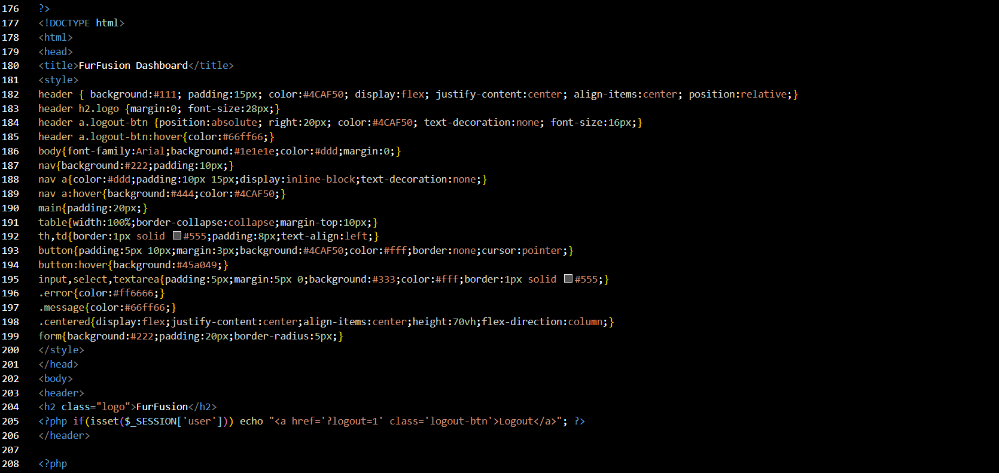 176 ?>
177 <!DOCTYPE html>
178 <html>
179 <head>
180 <title>FurFusion Dashboard</title>
181 <style>
182 header { background:#111; padding:15px; color:#4CAF50; display:flex; justify-content:center; align-items:center; position:relative;}
183 header h2.logo {margin:0; font-size:28px;}
184 header a.logout-btn {position:absolute; right:20px; color:#4CAF50; text-decoration:none; font-size:16px;}
185 header a.logout-btn:hover{color:#66ff66;}
186 body{font-family:Arial;background:#1e1e1e;color:#ddd;margin:0;}
187 nav{background:#222;padding:10px;}
188 nav a{color:#ddd;padding:10px 15px;display:inline-block;text-decoration:none;}
189 nav a:hover{background:#444;color:#4CAF50;}
190 main{padding:20px;}
191 table{width:100%;border-collapse:collapse;margin-top:10px;}
192 th,td{border:1px solid #555;padding:8px;text-align:left;}
193 button{padding:5px 10px;margin:3px;background:#4CAF50;color:#fff;border:none;cursor:pointer;}
194 button:hover{background:#45a049;}
195 input,select,textarea{padding:5px;margin:5px 0;background:#333;color:#fff;border:1px solid #555;}
196 .error{color:#ff6666;}
197 .message{color:#66ff66;}
198 .centered{display:flex;justify-content:center;align-items:center;height:70vh;flex-direction:column;}
199 form{background:#222;padding:20px;border-radius:5px;}
200 </style>
201 </head>
202 <body>
203 <header>
204 <h2 class="logo">FurFusion</h2>
205 <?php if(isset($_SESSION['user'])) echo "<a href='?logout=1' class='logout-btn'>Logout</a>"; ?>
206 </header>
207
208 <?php